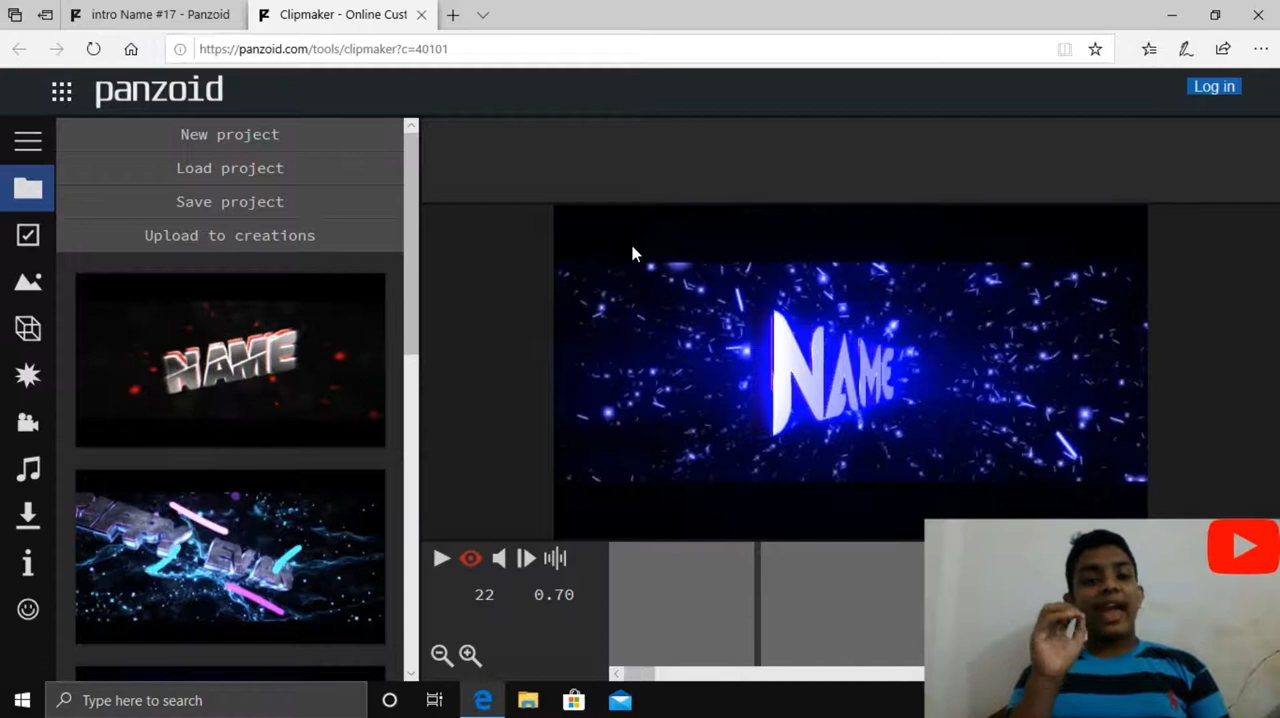 intro Name #17 - Panzoid
Clipmaker - Online Cust
https://panzoid.com/tools/clipmaker?c=40101
panzoid
Log in
New project
Load project
Save project
Upload to creations
NAME
NAME
22
0.70
Type here to search